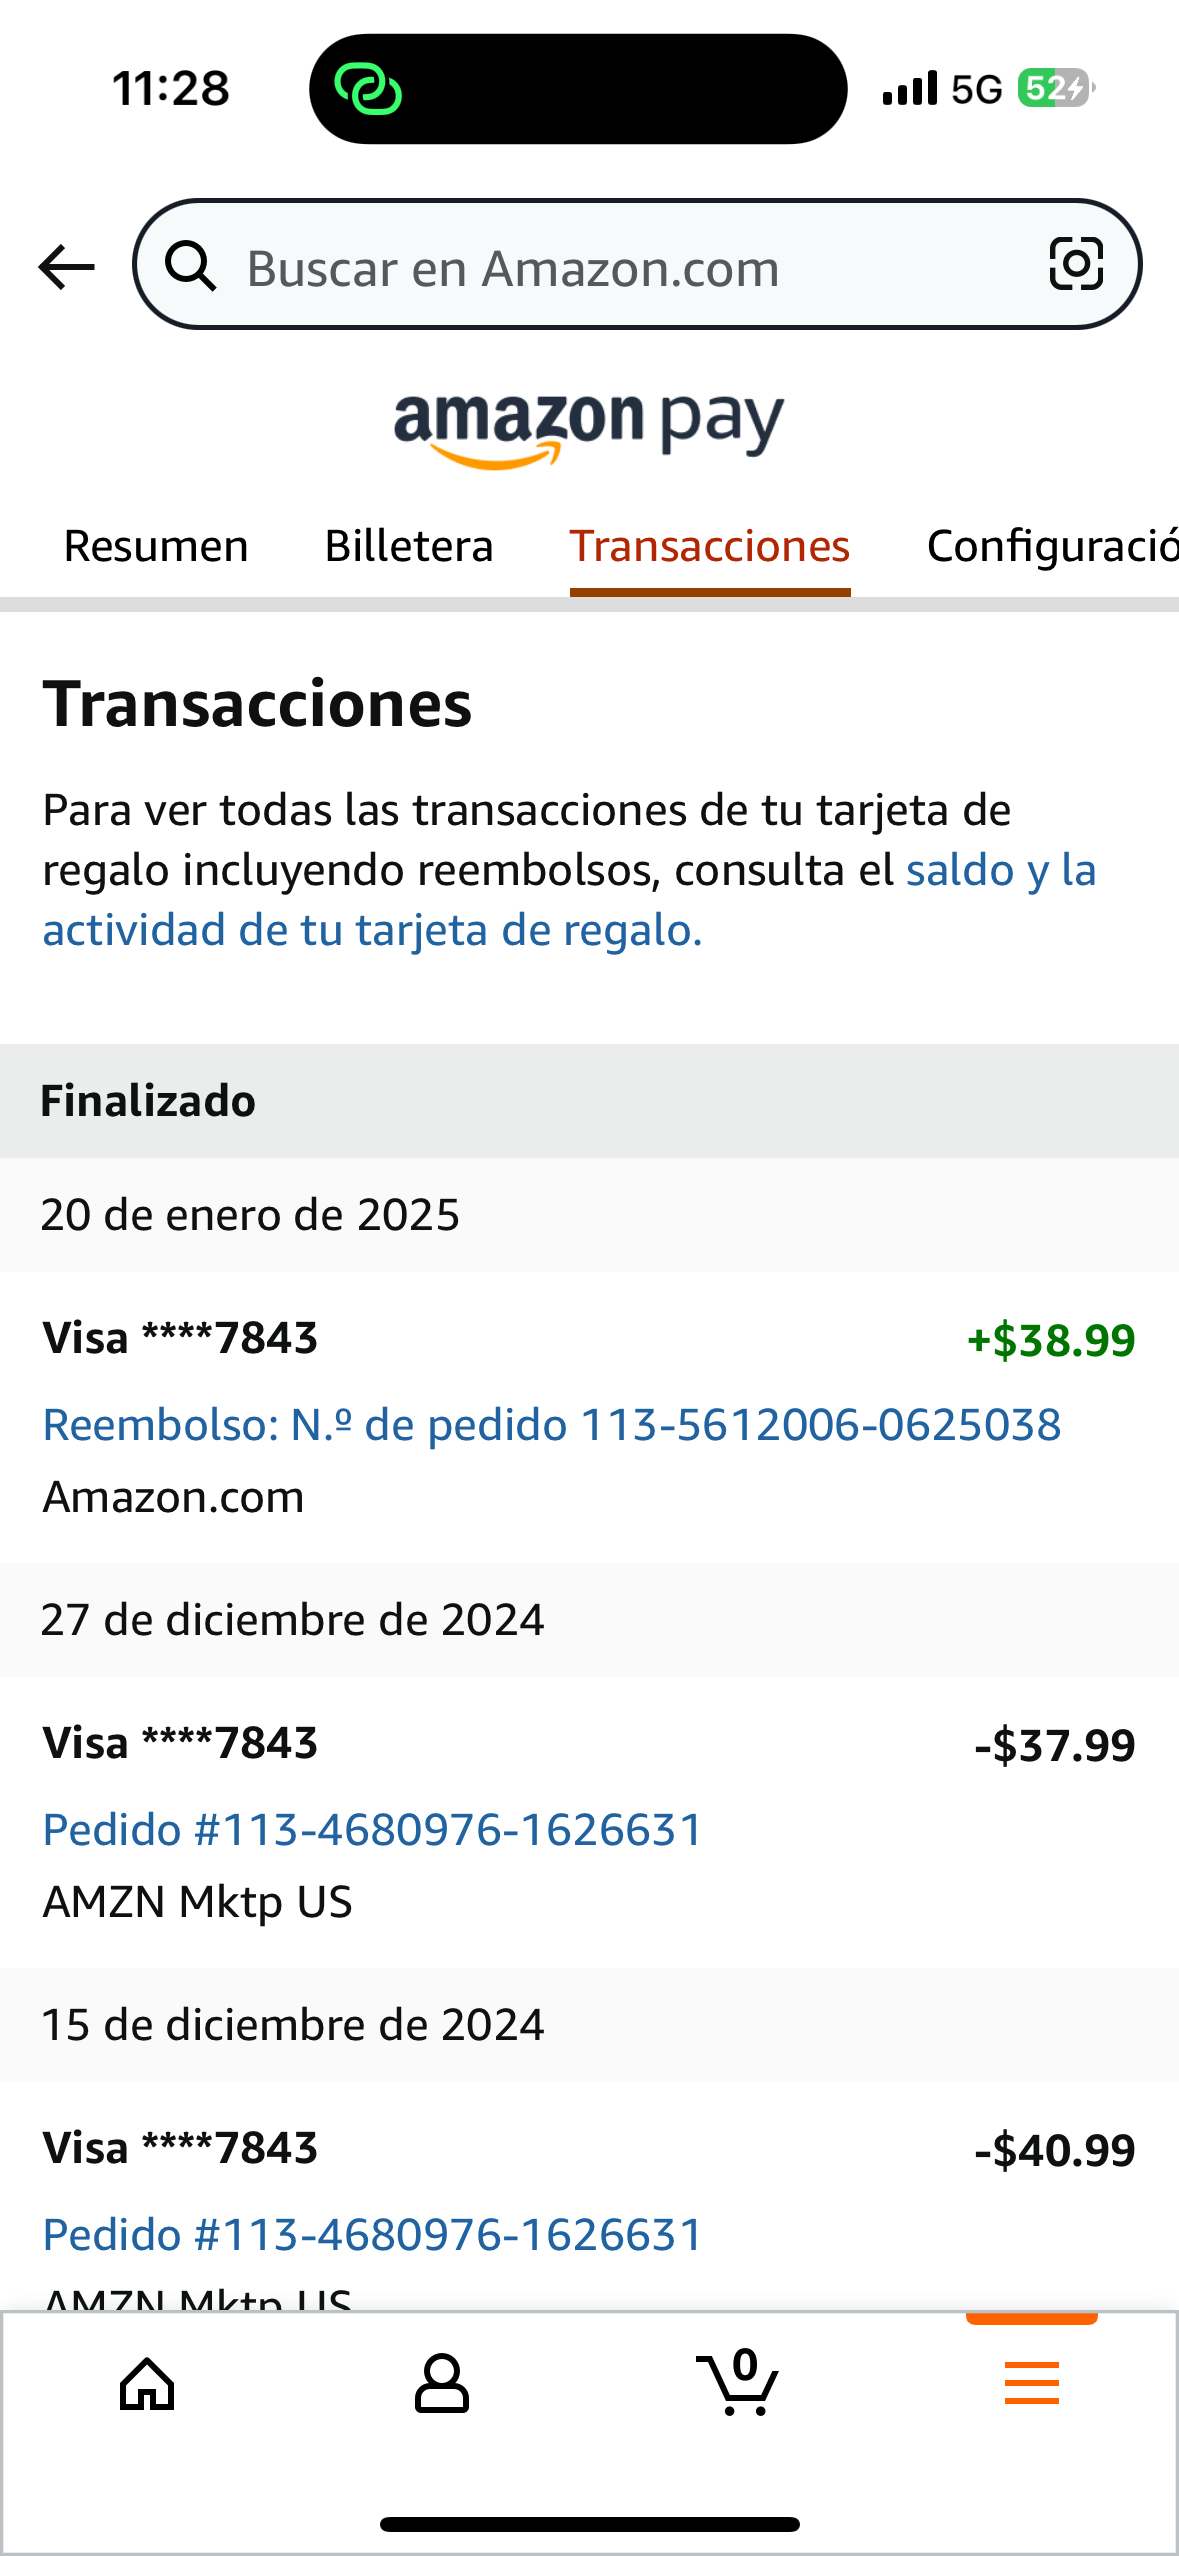 11:28
5G
52
Buscar en Amazon.com
amazon pay
Resumen Billetera Transacciones Configuració
Transacciones
Para ver todas las transacciones de tu tarjeta de
regalo incluyendo reembolsos, consulta el saldo y la
actividad de tu tarjeta de regalo.
Finalizado
20 de enero de 2025
Visa ****7843 +$38.99
Reembolso: N.º de pedido 113-5612006-0625038
Amazon.com
27 de diciembre de 2024
Visa ****7843 -$37.99
Pedido #113-4680976-1626631
AMZN Mktp US
15 de diciembre de 2024
Visa ****7843 -$40.99
Pedido #113-4680976-1626631
AMZN Mktp US
0